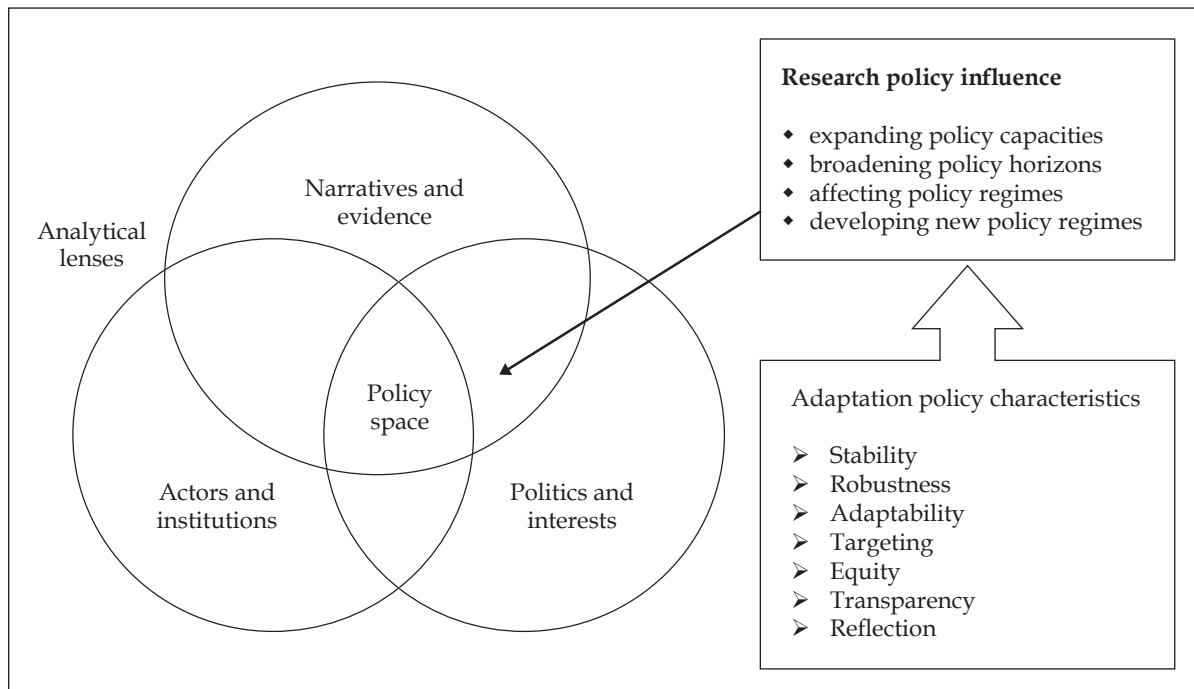 Analytical
lenses
Narratives and
evidence
Policy
space
Actors and
institutions
Politics and
interests
Research policy influence
◆ expanding policy capacities
◆ broadening policy horizons
◆ affecting policy regimes
◆ developing new policy regimes
Adaptation policy characteristics
➢ Stability
➢ Robustness
➢ Adaptability
➢ Targeting
➢ Equity
➢ Transparency
➢ Reflection